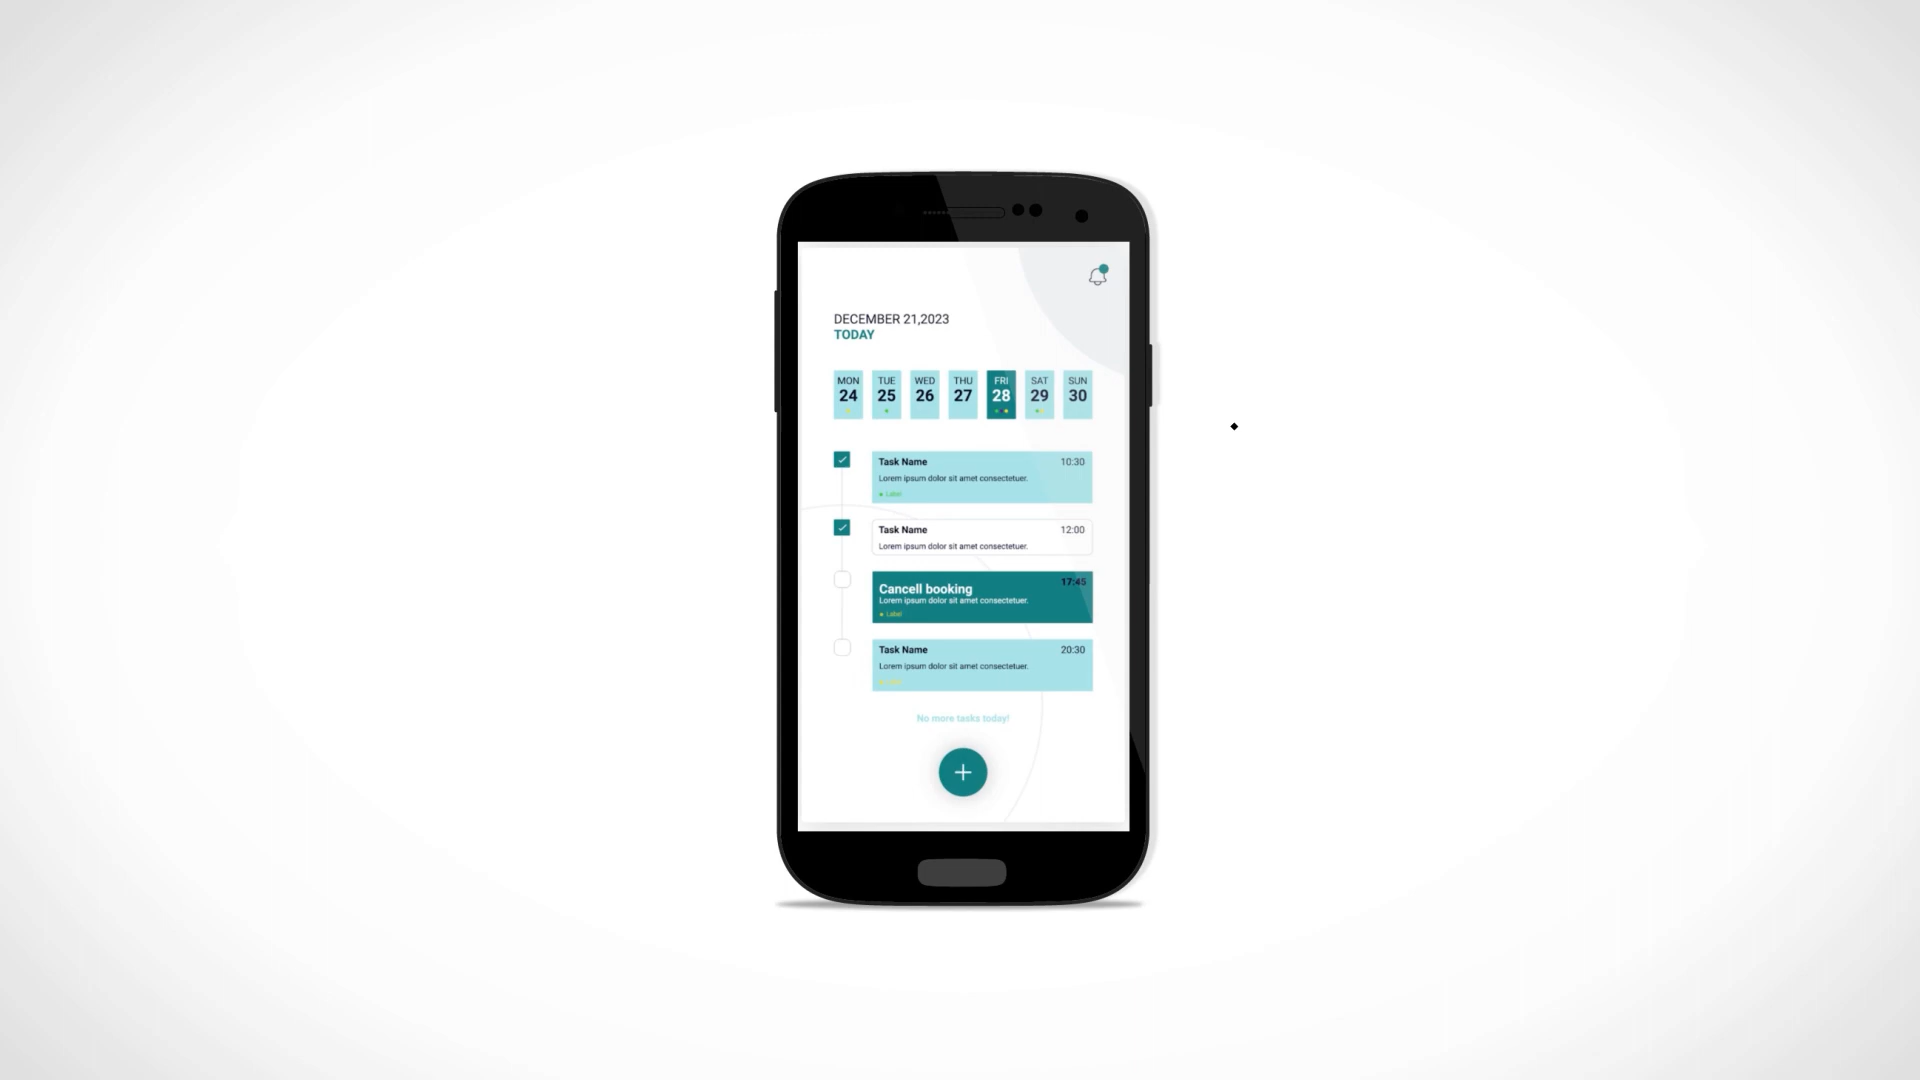 DECEMBER 21,2023
TODAY
MON TUE WED THU FRI SAT SUN
24 25 26 27 28 29 30
Task Name 10:30
Lorem ipsum dolor sit amet consectetuer.
Label
Task Name 12:00
Lorem ipsum dolor sit amet consectetuer.
Cancell booking 17:45
Lorem ipsum dolor sit amet consectetuer.
Label
Task Name 20:30
Lorem ipsum dolor sit amet consectetuer.
No more tasks today!